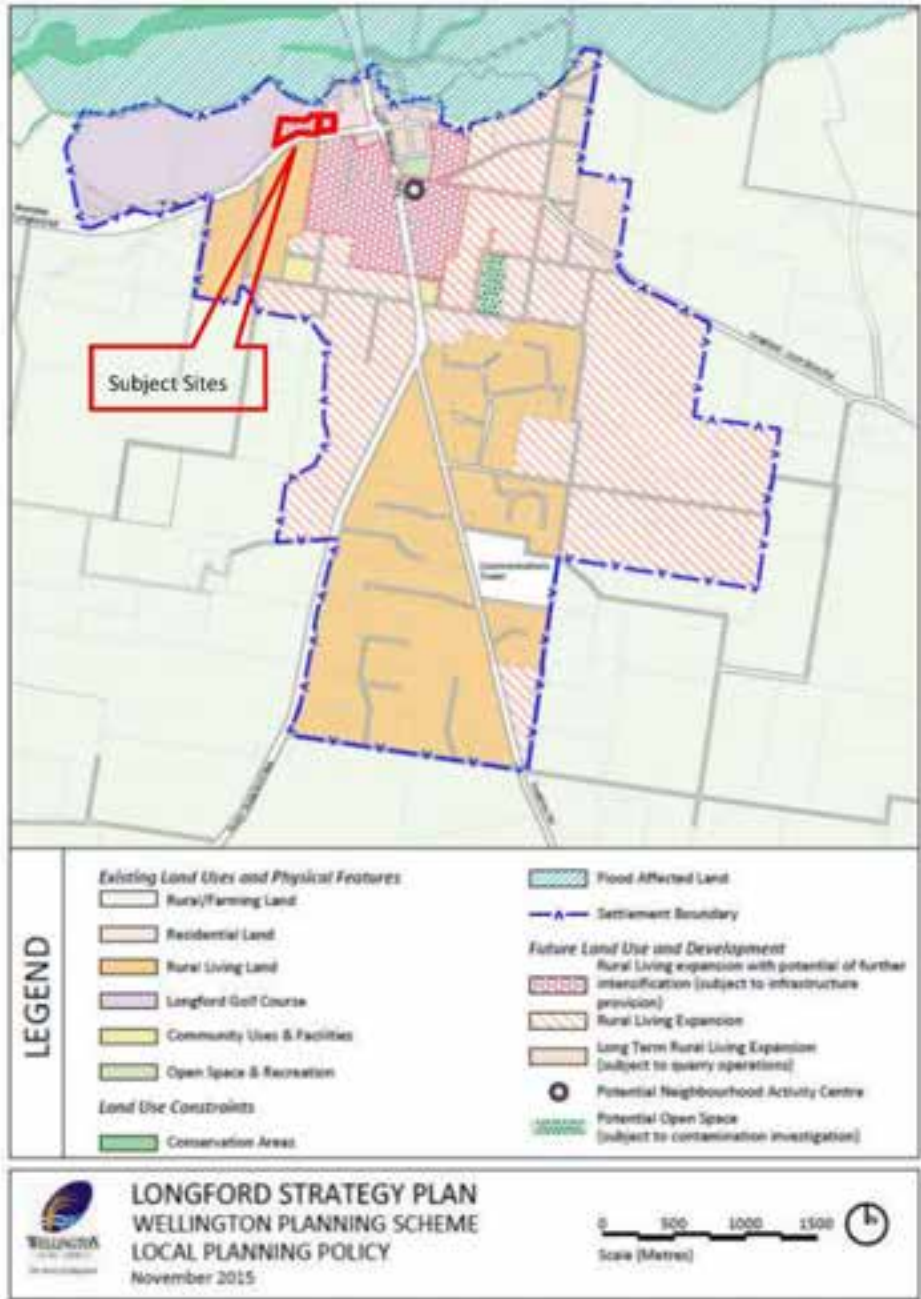 Subject Sites
LEGEND
Existing Land Uses and Physical Features
Rural/Farming Land
Residential Land
Rural Living Land
Longford Golf Course
Community Uses & Facilities
Open Space & Recreation
Land Use Constraints
Conservation Areas
Flood Affected Land
Settlement Boundary
Future Land Use and Development
Rural Living expansion with potential of further
intensification (subject to infrastructure
provision)
Rural Living Expansion
Long Term Rural Living Expansion
(subject to quarry operations)
Potential Neighbourhood Activity Centre
Potential Open Space
(subject to contamination investigation)
WELLINGTON
LONGFORD STRATEGY PLAN
WELLINGTON PLANNING SCHEME
LOCAL PLANNING POLICY
November 2015
0 500 1000 1500
Scale (Metres)